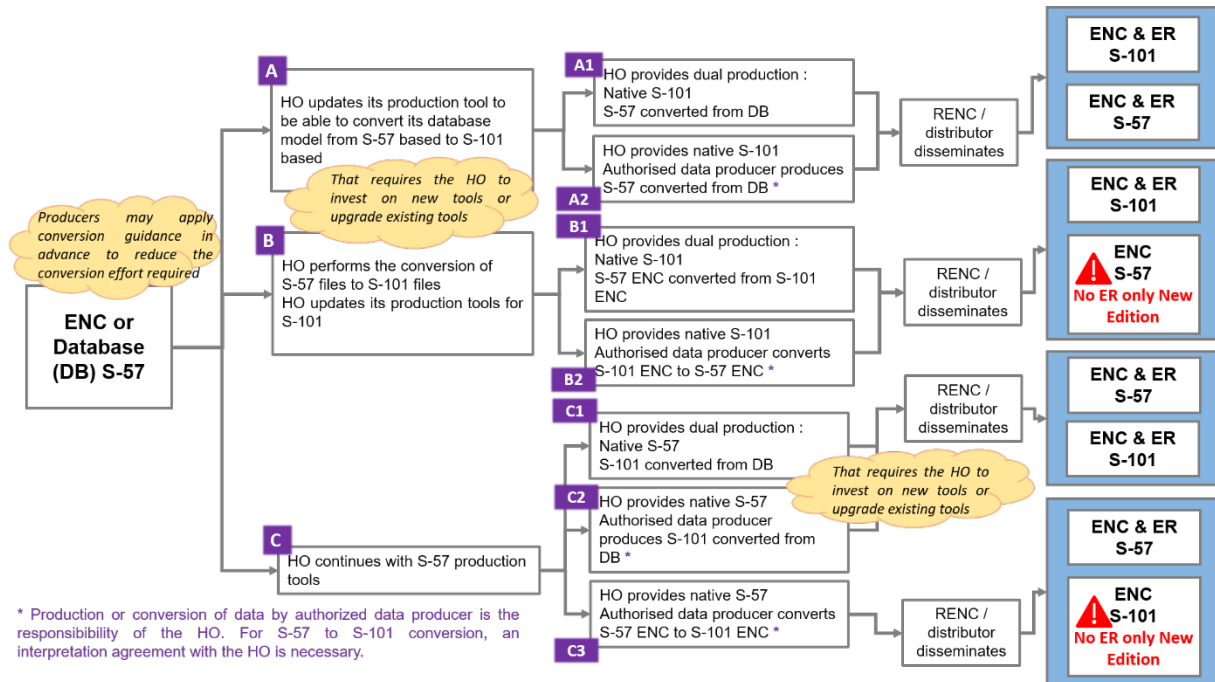 Producers may apply
conversion guidance in
advance to reduce the
conversion effort required
ENC or
Database
(DB) S-57
A
HO updates its production tool to
be able to convert its database
model from S-57 based to S-101
based
That requires the HO to
invest on new tools or
upgrade existing tools
B
HO performs the conversion of
S-57 files to S-101 files
HO updates its production tools for
S-101
C
HO continues with S-57 production
tools
A1
HO provides dual production :
Native S-101
S-57 converted from DB
HO provides native S-101
Authorised data producer produces
S-57 converted from DB *
A2
B1
HO provides dual production :
Native S-101
S-57 ENC converted from S-101
ENC
HO provides native S-101
Authorised data producer converts
S-101 ENC to S-57 ENC *
B2
C1
HO provides dual production :
Native S-57
S-101 converted from DB
C2
HO provides native S-57
Authorised data producer
produces S-101 converted from
DB *
HO provides native S-57
Authorised data producer converts
S-57 ENC to S-101 ENC *
C3
That requires the HO to
invest on new tools or
upgrade existing tools
RENC /
distributor
disseminates
RENC /
distributor
disseminates
RENC /
distributor
disseminates
RENC /
distributor
disseminates
ENC & ER
S-101
ENC & ER
S-57
ENC & ER
S-101
ENC
S-57
No ER only New
Edition
ENC & ER
S-57
ENC & ER
S-101
ENC & ER
S-57
ENC
S-101
No ER only New
Edition
* Production or conversion of data by authorized data producer is the
responsibility of the HO. For S-57 to S-101 conversion, an
interpretation agreement with the HO is necessary.